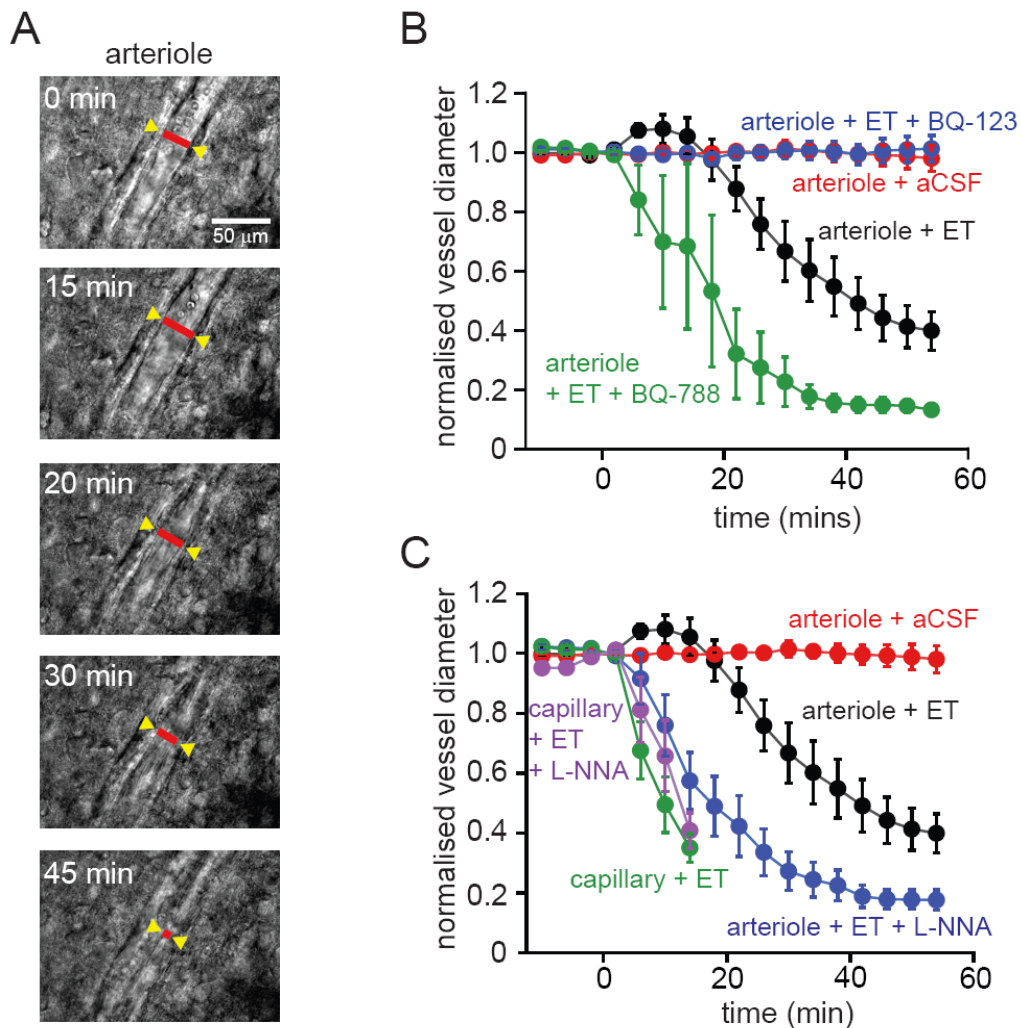 A
arteriole
0 min
50 μm
15 min
20 min
30 min
45 min
B
normalised vessel diameter
1.2
1.0
0.8
0.6
0.4
0.2
0
arteriole + ET + BQ-123
arteriole + aCSF
arteriole + ET
arteriole
+ ET + BQ-788
0
20
40
60
time (mins)
C
normalised vessel diameter
1.2
1.0
0.8
0.6
0.4
0.2
0
arteriole + aCSF
arteriole + ET
capillary
+ ET
+ L-NNA
capillary + ET
arteriole + ET + L-NNA
0
20
40
60
time (min)